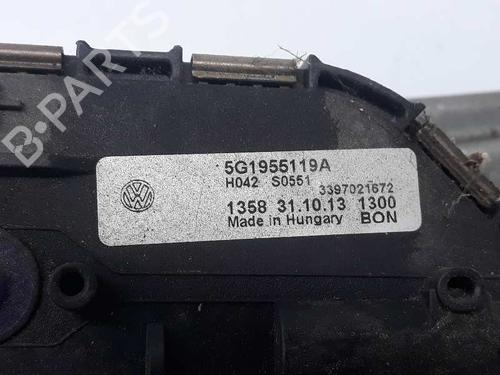 B-PARTS
5G1955119A
H042 S0551
3397021672
1358 31.10.13 1300
Made in Hungary BON